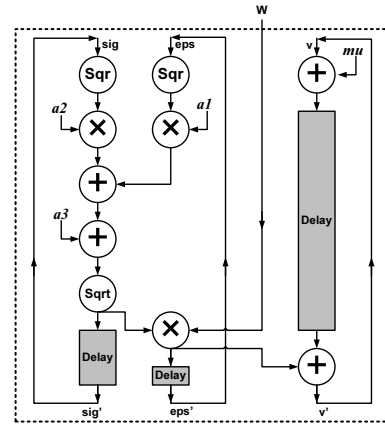 w
sig
eps
v
mu
Sqr
Sqr
+
a2
×
×
a1
+
Delay
a3
+
Sqrt
×
Delay
Delay
+
sig'
eps'
v'